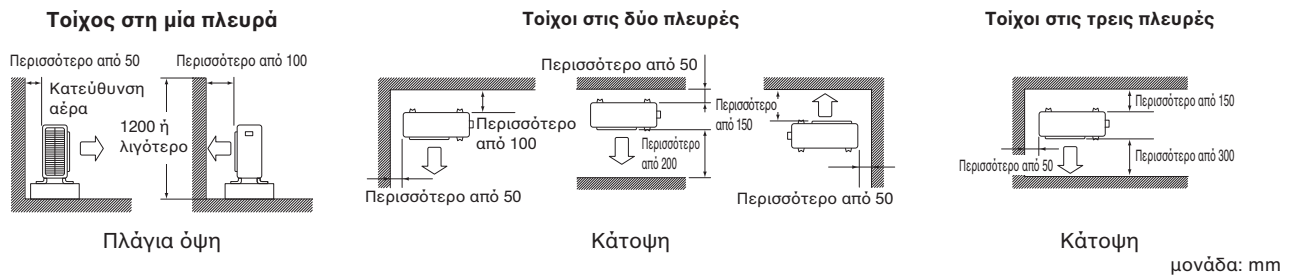 Τοίχος στη μία πλευρά
Περισσότερο από 50
Περισσότερο από 100
Κατεύθυνση
αέρα
1200 ή
λιγότερο
Πλάγια όψη
Τοίχοι στις δύο πλευρές
Περισσότερο από 50
Περισσότερο
από 100
Περισσότερο από 50
Περισσότερο
από 150
Περισσότερο
από 200
Περισσότερο από 50
Κάτοψη
Τοίχοι στις τρεις πλευρές
Περισσότερο από 150
Περισσότερο
από 50
Περισσότερο από 300
Κάτοψη
μονάδα: mm